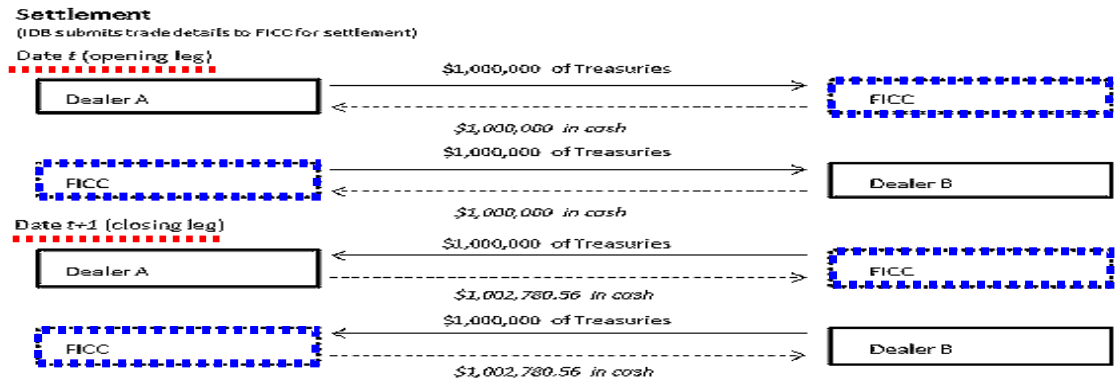 Settlement
(IDB submits trade details to FICC for settlement)
Date t (opening leg)
$1,000,000 of Treasuries
Dealer A
FICC
$1,000,000 in cash
$1,000,000 of Treasuries
FICC
Dealer B
$1,000,000 in cash
Date t+1 (closing leg)
$1,000,000 of Treasuries
Dealer A
FICC
$1,002,780.56 in cash
$1,000,000 of Treasuries
FICC
Dealer B
$1,002,780.56 in cash